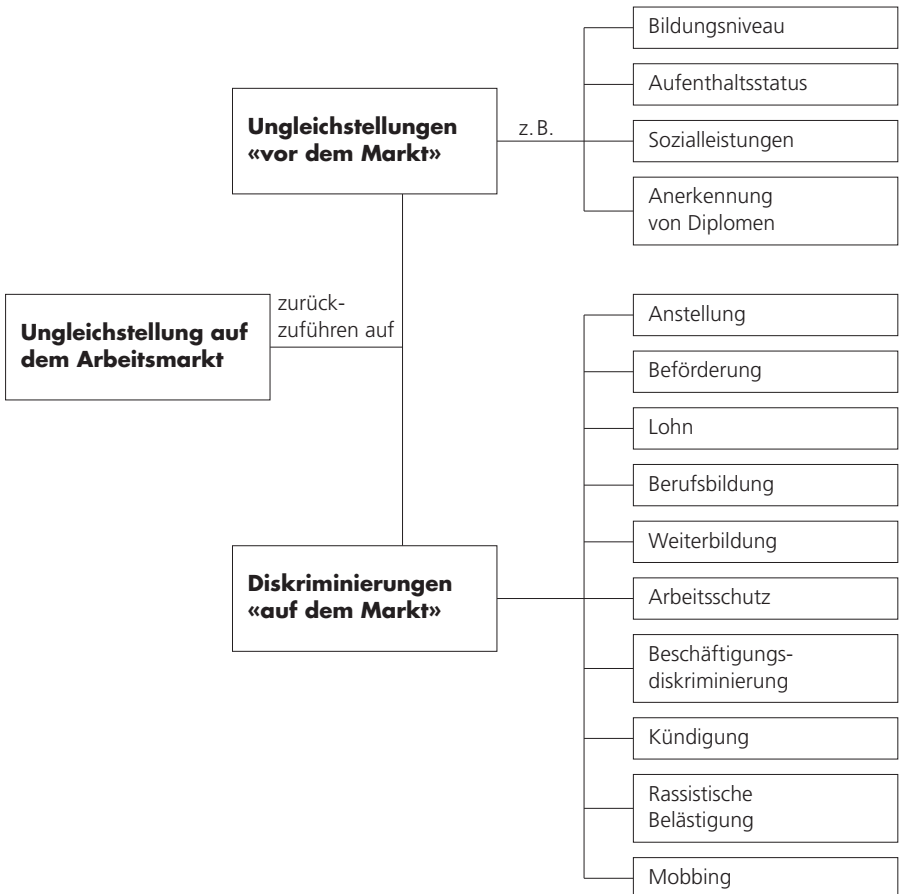 Bildungsniveau
Aufenthaltsstatus
Ungleichstellungen
«vor dem Markt»
z. B.
Sozialleistungen
Anerkennung
von Diplomen
Ungleichstellung auf
dem Arbeitsmarkt
zurück-
zuführen auf
Anstellung
Beförderung
Lohn
Berufsbildung
Weiterbildung
Diskriminierungen
«auf dem Markt»
Arbeitsschutz
Beschäftigungs-
diskriminierung
Kündigung
Rassistische
Belästigung
Mobbing